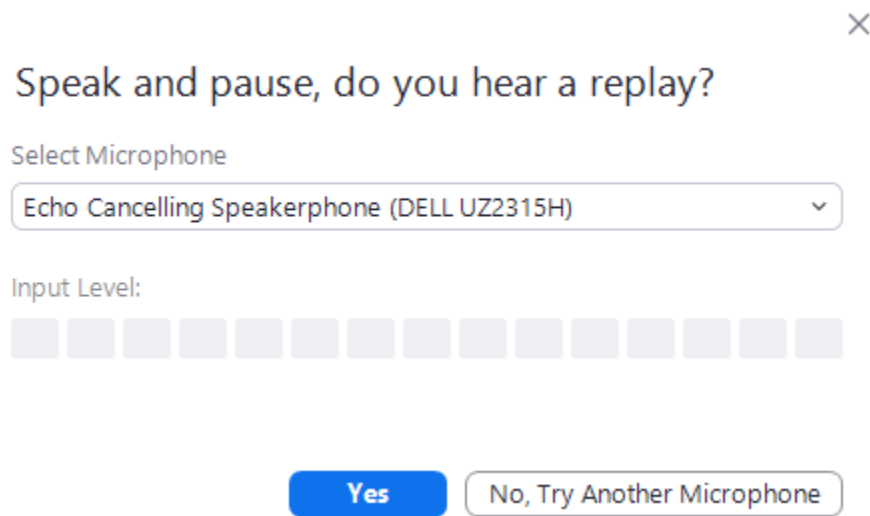 Speak and pause, do you hear a replay?
Select Microphone
Echo Cancelling Speakerphone (DELL UZ2315H)
Input Level:
Yes
No, Try Another Microphone